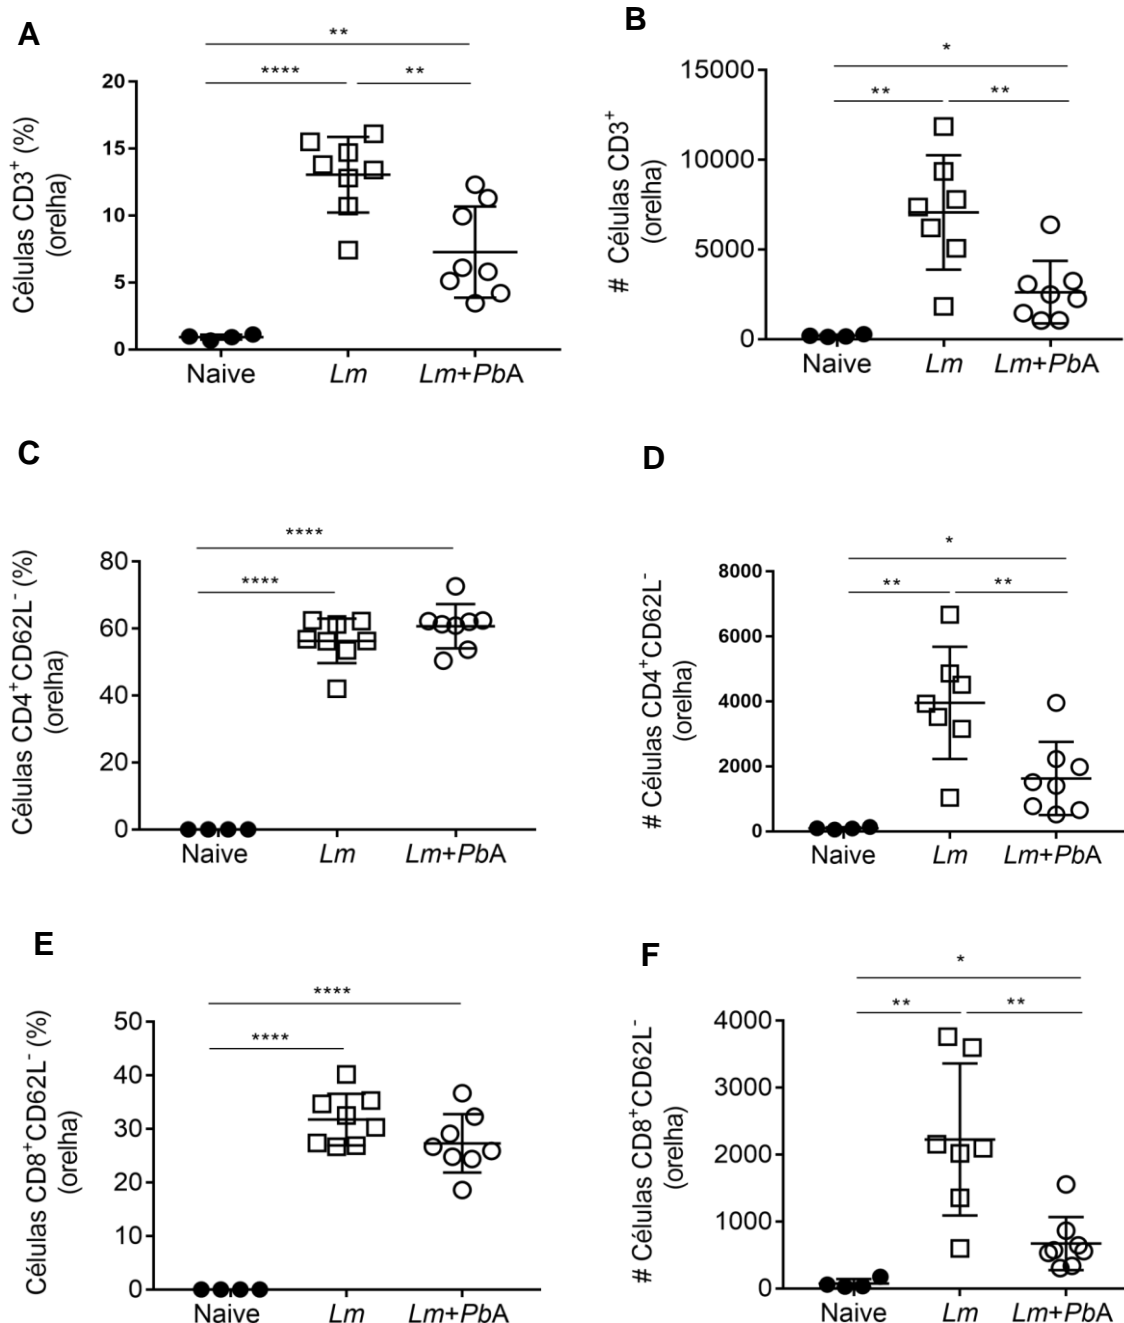 A
**
**** **
20
15
10
5
0
Células CD3+ (%)
(orelha)
Naive Lm Lm+PbA
B
*
** **
15000
10000
5000
0
# Células CD3+
(orelha)
Naive Lm Lm+PbA
C
****
****
80
60
40
20
0
Células CD4+CD62L- (%)
(orelha)
Naive Lm Lm+PbA
D
*
** **
8000
6000
4000
2000
0
# Células CD4+CD62L-
(orelha)
Naive Lm Lm+PbA
E
****
****
50
40
30
20
10
0
Células CD8+CD62L- (%)
(orelha)
Naive Lm Lm+PbA
F
*
** **
4000
3000
2000
1000
0
# Células CD8+CD62L-
(orelha)
Naive Lm Lm+PbA